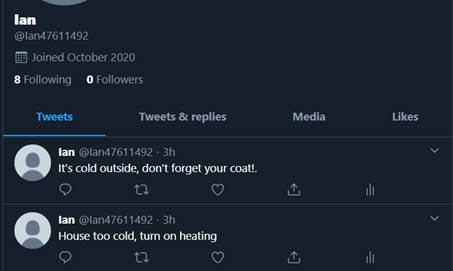 Ian
@Ian47611492
Joined October 2020
8 Following 0 Followers
Tweets Tweets & replies Media Likes
Ian @Ian47611492 · 3h
It's cold outside, don't forget your coat!.
Ian @Ian47611492 · 3h
House too cold, turn on heating